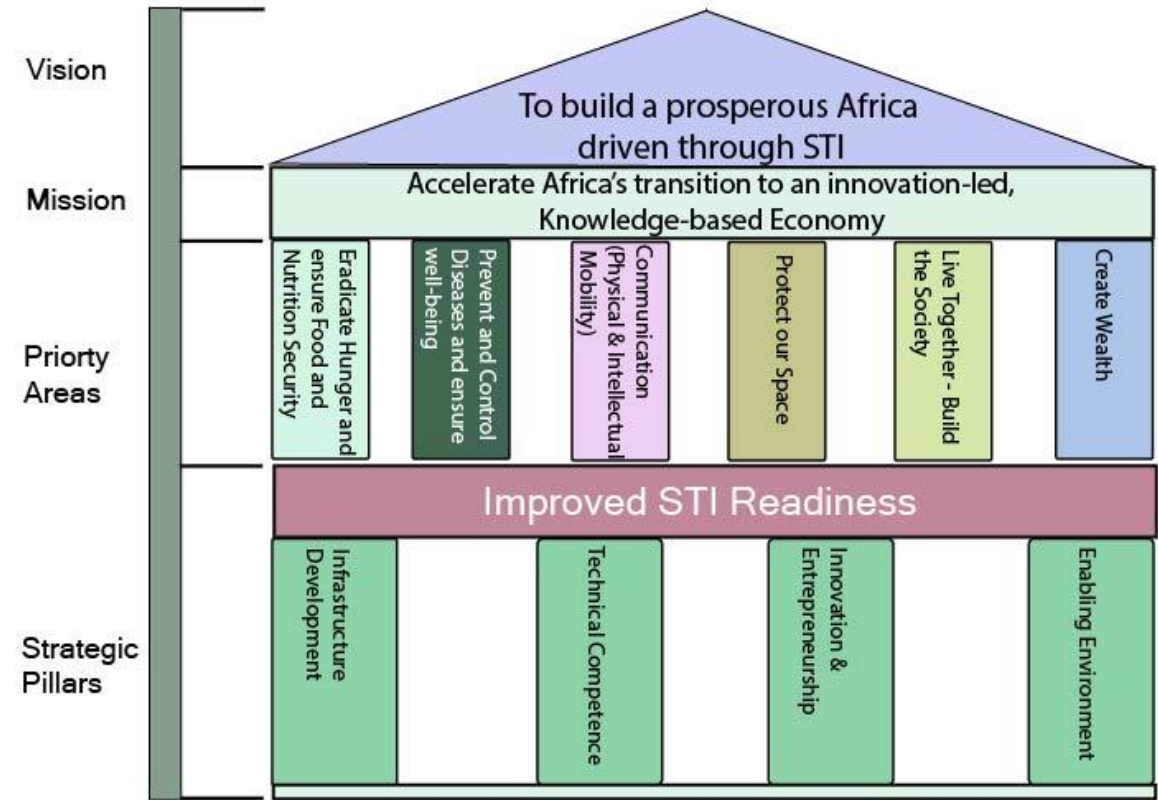 Vision
To build a prosperous Africa
driven through STI
Mission
Accelerate Africa's transition to an innovation-led,
Knowledge-based Economy
Priorty
Areas
Eradicate Hunger and
ensure Food and
Nutrition Security
Prevent and Control
Diseases and ensure
well-being
Communication
(Physical & Intellectual
Mobility)
Protect our Space
Live Together - Build
the Society
Create Wealth
Improved STI Readiness
Strategic
Pillars
Infrastructure
Development
Technical Competence
Innovation &
Entrepreneurship
Enabling Environment